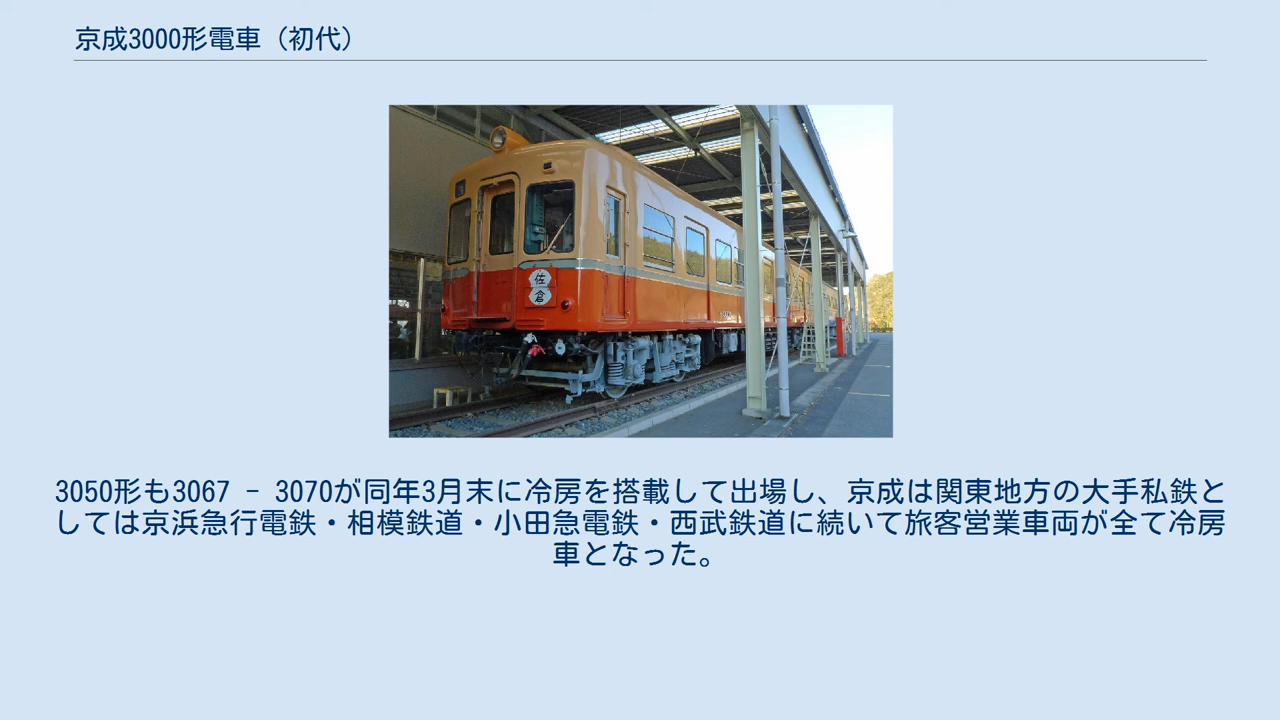 京成3000形電車（初代）
佐倉
3050形も3067 - 3070が同年3月末に冷房を搭載して出場し、京成は関東地方の大手私鉄と
しては京浜急行電鉄・相模鉄道・小田急電鉄・西武鉄道に続いて旅客営業車両が全て冷房
車となった。